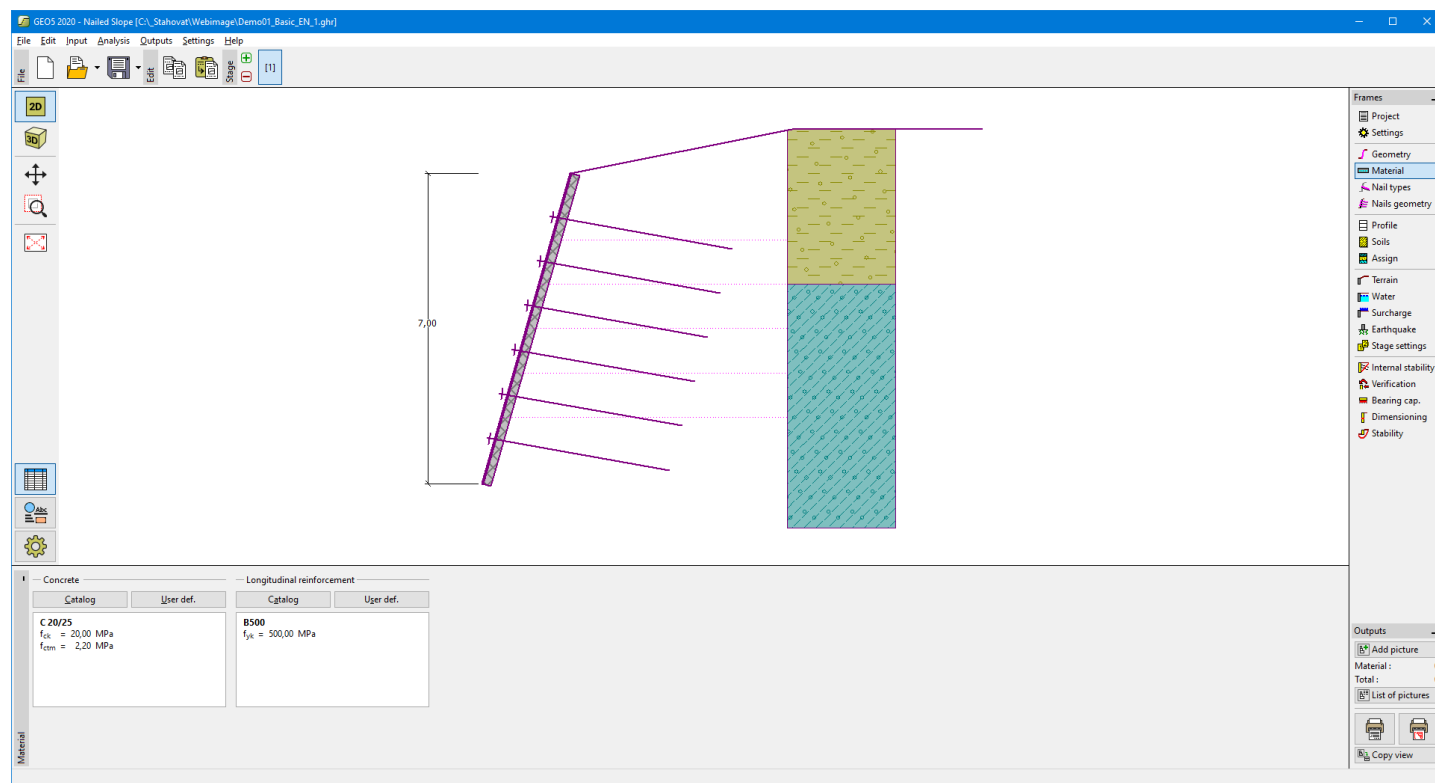 GEO5 2020 - Nailed Slope [C:\_Stahovat\Webimage\Demo01_Basic_EN_1.ghr]
File Edit Input Analysis Outputs Settings Help
File
Edit
Stage
[1]
2D
3D
7,00
Abc
Frames
Project
Settings
Geometry
Material
Nail types
Nails geometry
Profile
Soils
Assign
Terrain
Water
Surcharge
Earthquake
Stage settings
Internal stability
Verification
Bearing cap.
Dimensioning
Stability
Material
Concrete
Catalog User def.
C 20/25
fck = 20,00 MPa
fctm = 2,20 MPa
Longitudinal reinforcement
Catalog User def.
B500
fyk = 500,00 MPa
Outputs
Add picture
Material :
Total :
List of pictures
Copy view